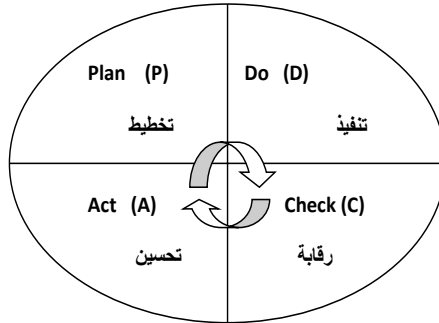 Plan (P)
تخطيط
Do (D)
تنفيذ
Act (A)
تحسين
Check (C)
رقابة